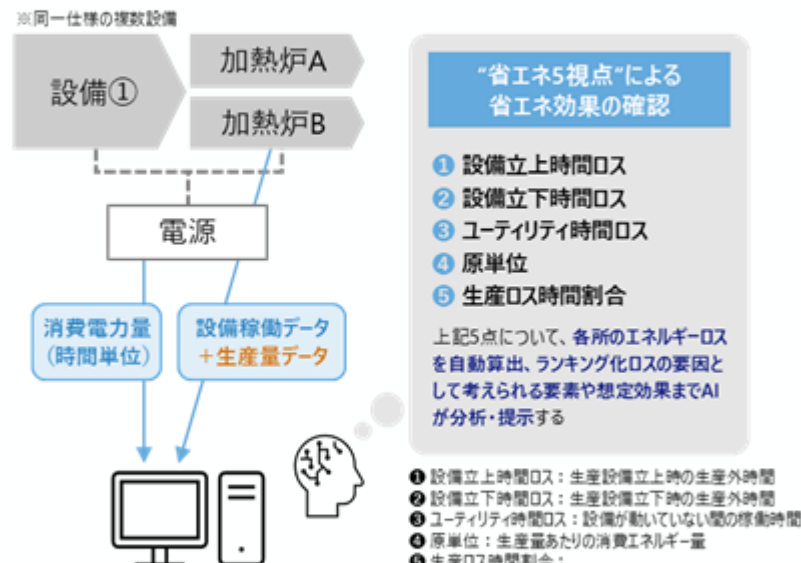 ※同一仕様の複数設備
設備①
加熱炉A
加熱炉B
電源
消費電力量
(時間単位)
設備稼働データ
+生産量データ
“省エネ5視点”による
省エネ効果の確認
❶ 設備立上時間ロス
❷ 設備立下時間ロス
❸ ユーティリティ時間ロス
❹ 原単位
❺ 生産ロス時間割合
上記5点について、各所のエネルギーロス
を自動算出、ランキング化ロスの要因と
して考えられる要素や想定効果までAI
が分析・提示する
❶ 設備立上時間ロス:生産設備立上時の生産外時間
❷ 設備立下時間ロス:生産設備立下時の生産外時間
❸ ユーティリティ時間ロス:設備が動いていない間の稼働時間
❹ 原単位:生産量あたりの消費エネルギー量
❺ 生産ロス時間割合: